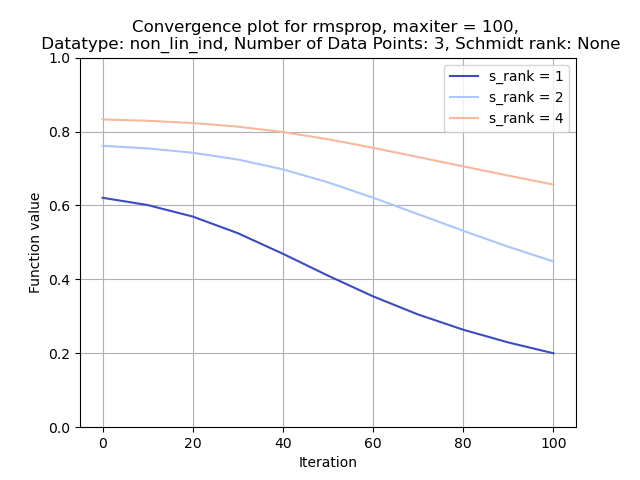 Convergence plot for rmsprop, maxiter = 100,
Datatype: non_lin_ind, Number of Data Points: 3, Schmidt rank: None
s_rank = 1
s_rank = 2
s_rank = 4
Function value
1.0
0.8
0.6
0.4
0.2
0.0
0 20 40 60 80 100
Iteration